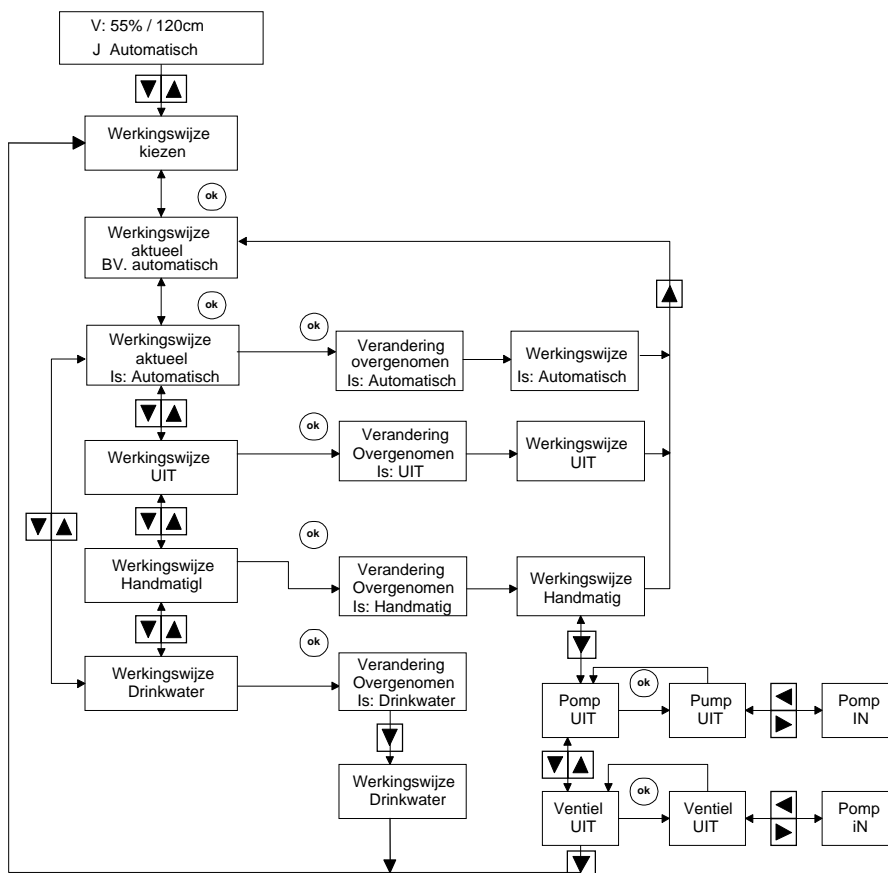 V: 55% / 120cm
J Automatisch
Werkingswijze
kiezen
ok
Werkingswijze
aktueel
BV. automatisch
ok
Werkingswijze
aktueel
Is: Automatisch
ok
Verandering
overgenomen
Is: Automatisch
Werkingswijze
Is: Automatisch
Werkingswijze
UIT
ok
Verandering
Overgenomen
Is: UIT
Werkingswijze
UIT
Werkingswijze
Handmatigl
ok
Verandering
Overgenomen
Is: Handmatig
Werkingswijze
Handmatig
Werkingswijze
Drinkwater
ok
Verandering
Overgenomen
Is: Drinkwater
Werkingswijze
Drinkwater
Pomp
UIT
ok
Pump
UIT
Pomp
IN
Ventiel
UIT
ok
Ventiel
UIT
Pomp
iN